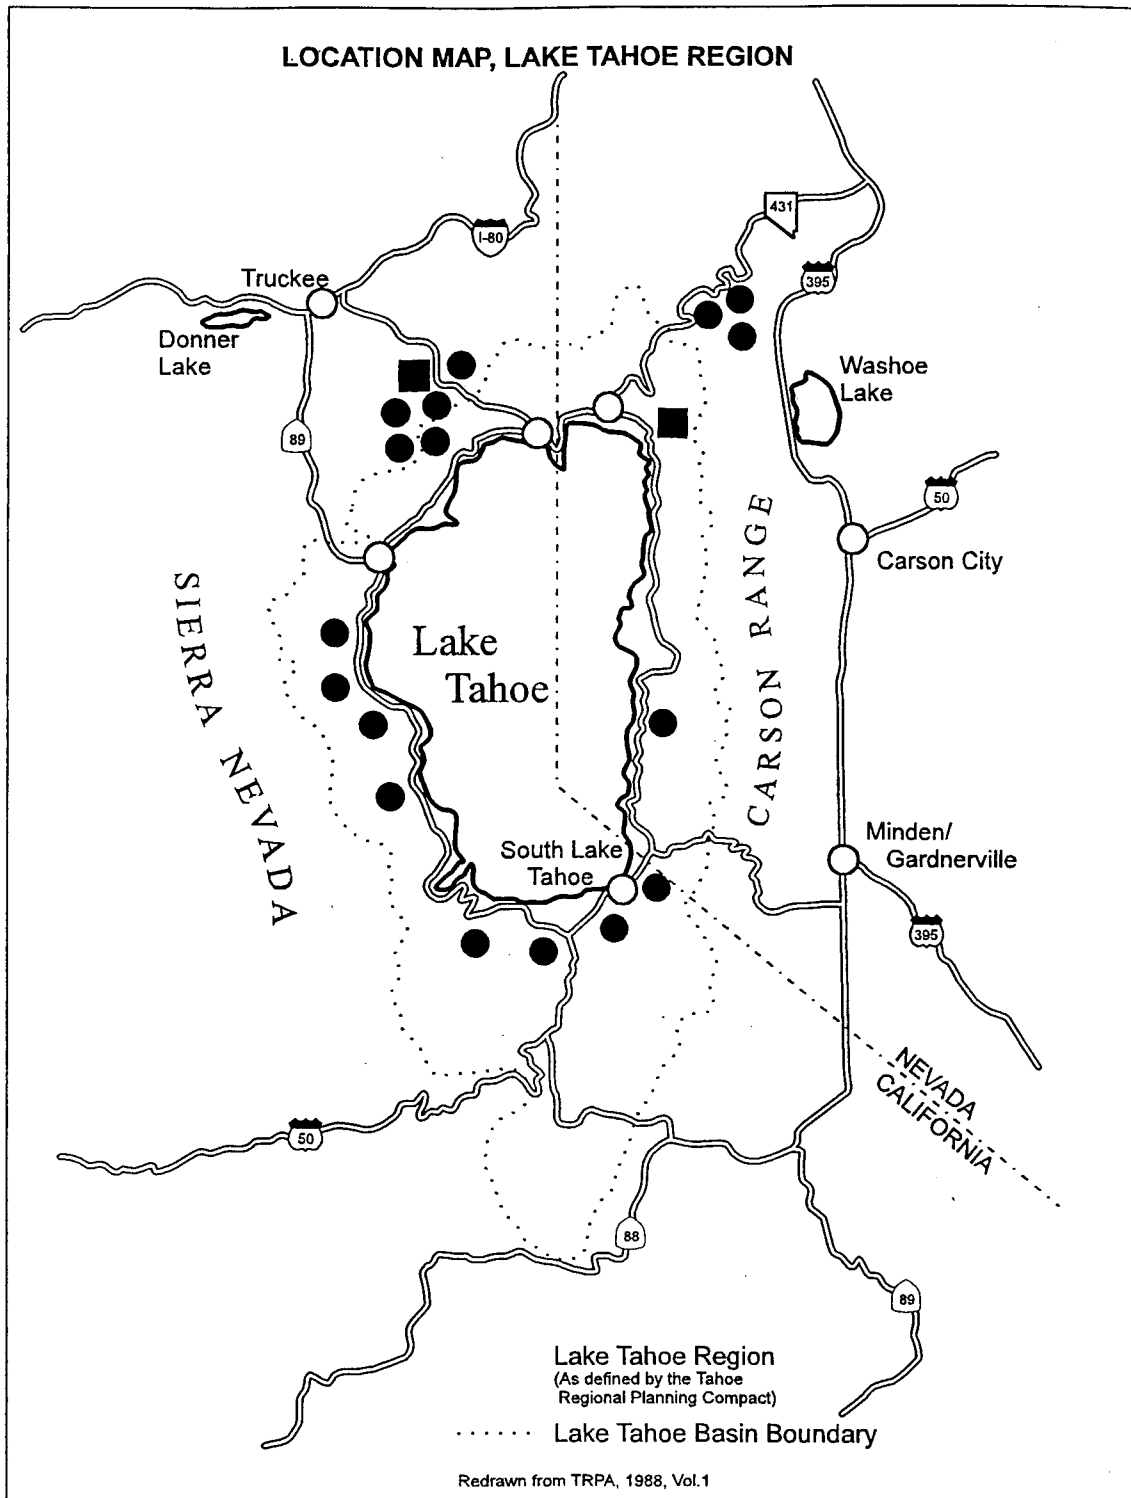 LOCATION MAP, LAKE TAHOE REGION
431
I-80
395
Truckee
Donner
Lake
Washoe
Lake
89
50
Carson City
SIERRA NEVADA
CARSON RANGE
Lake
Tahoe
South Lake
Tahoe
Minden/
Gardnerville
395
NEVADA
CALIFORNIA
50
88
89
Lake Tahoe Region
(As defined by the Tahoe
Regional Planning Compact)
Lake Tahoe Basin Boundary
Redrawn from TRPA, 1988, Vol.1